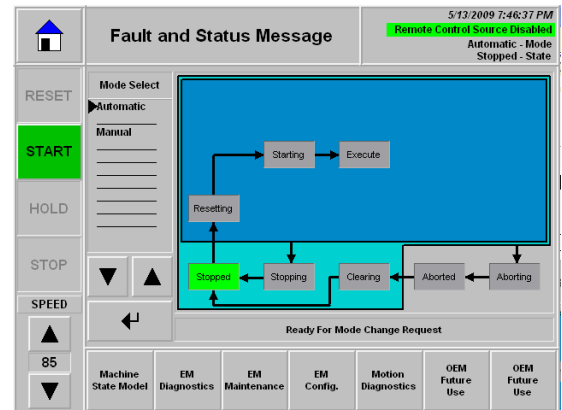 Fault and Status Message
5/13/2009 7:46:37 PM
Remote Control Source Disabled
Automatic - Mode
Stopped - State
RESET
START
HOLD
STOP
SPEED
85
Mode Select
Automatic
Manual
Starting
Execute
Resetting
Stopped
Stopping
Clearing
Aborted
Aborting
Ready For Mode Change Request
Machine
State Model
EM
Diagnostics
EM
Maintenance
EM
Config.
Motion
Diagnostics
OEM
Future
Use
OEM
Future
Use